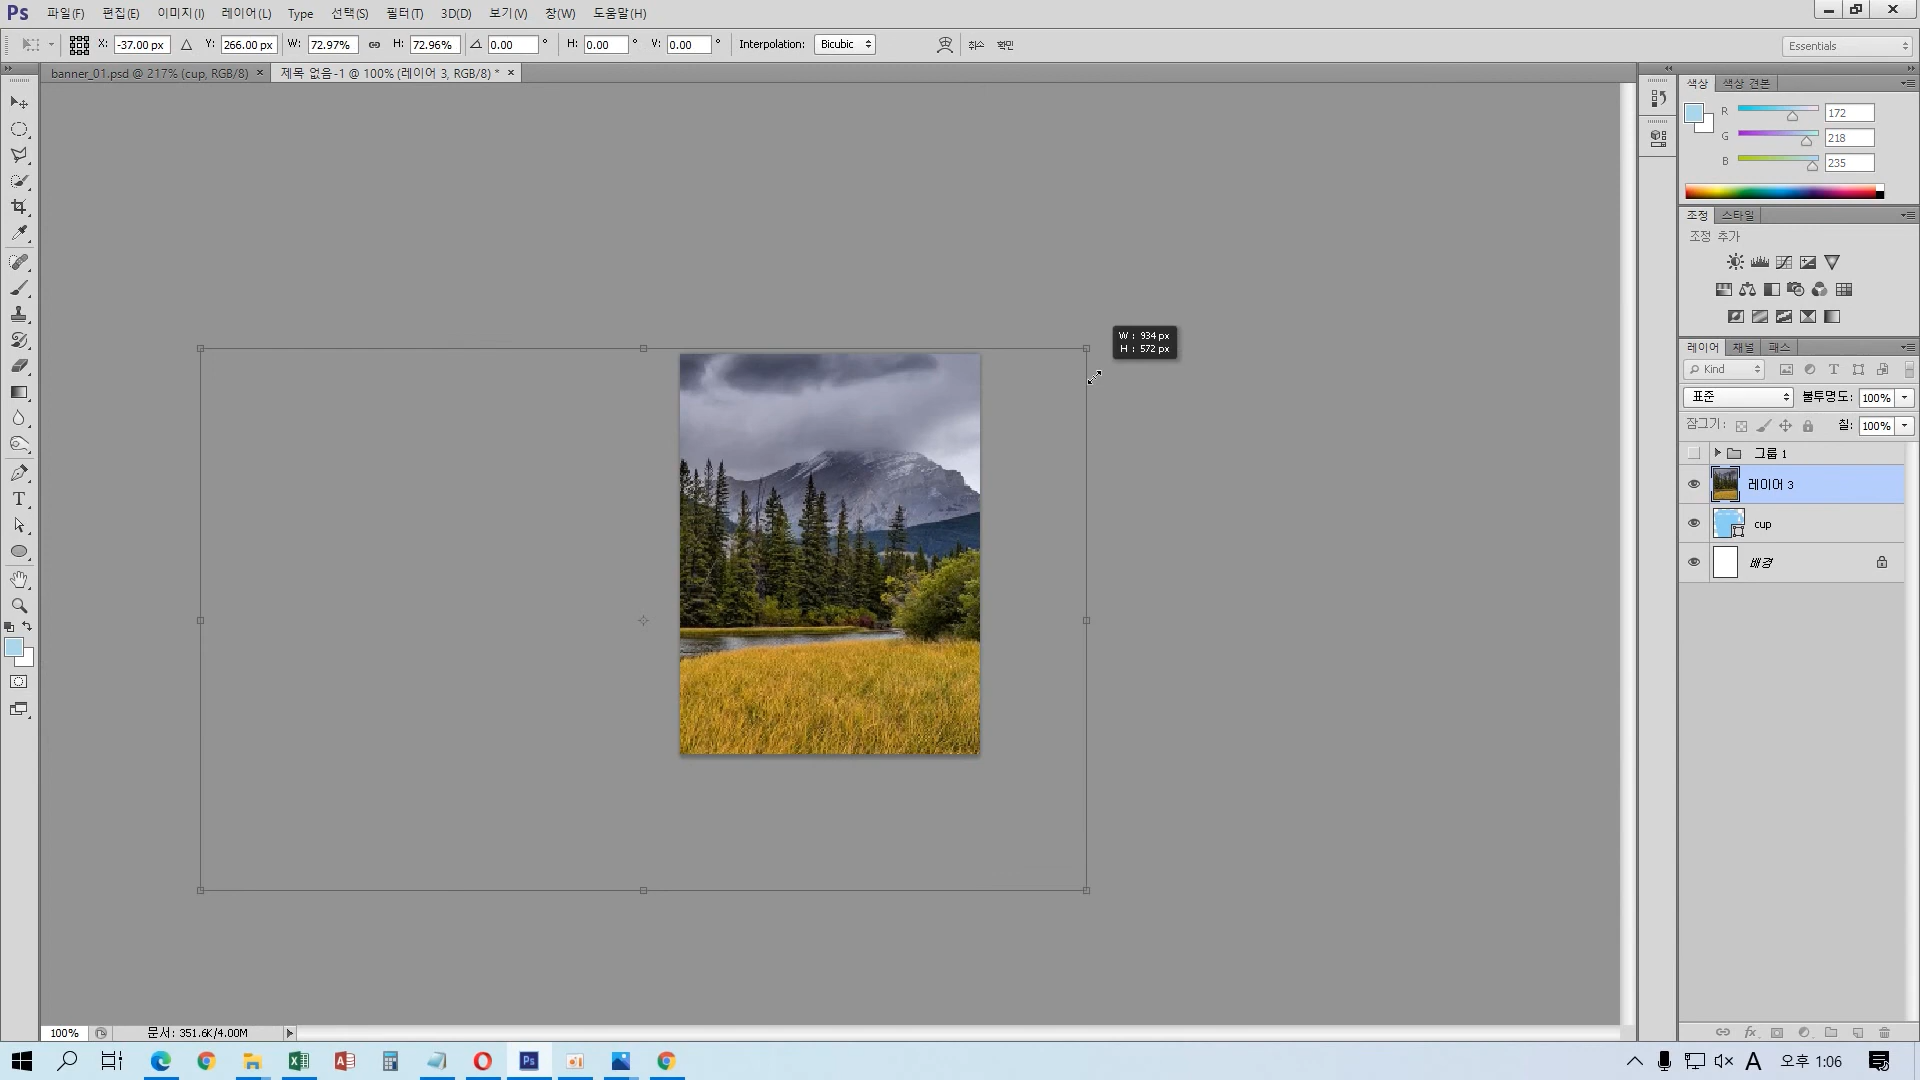 Ps 파일(F) 편집(E) 이미지(I) 레이어(L) Type 선택(S) 필터(T) 3D(D) 보기(V) 창(W) 도움말(H)
X: -37.00 px Y: 266.00 px W: 72.97% H: 72.96% 0.00 ° H: 0.00 ° V: 0.00 ° Interpolation: Bicubic 취소 확인 Essentials
banner_01.psd @ 217% (cup, RGB/8) × 제목 없음-1 @ 100% (레이어 3, RGB/8) * ×
색상 색상 견본
R 172
G 218
B 235
조정 스타일
조정 추가
W : 934 px
H : 572 px
레이어 채널 패스
Kind T
표준 불투명도: 100%
잠그기: 칠: 100%
그룹 1
레이어 3
cup
배경
T
100% 문서: 351.6K/4.00M
fx
Ps A 오후 1:06